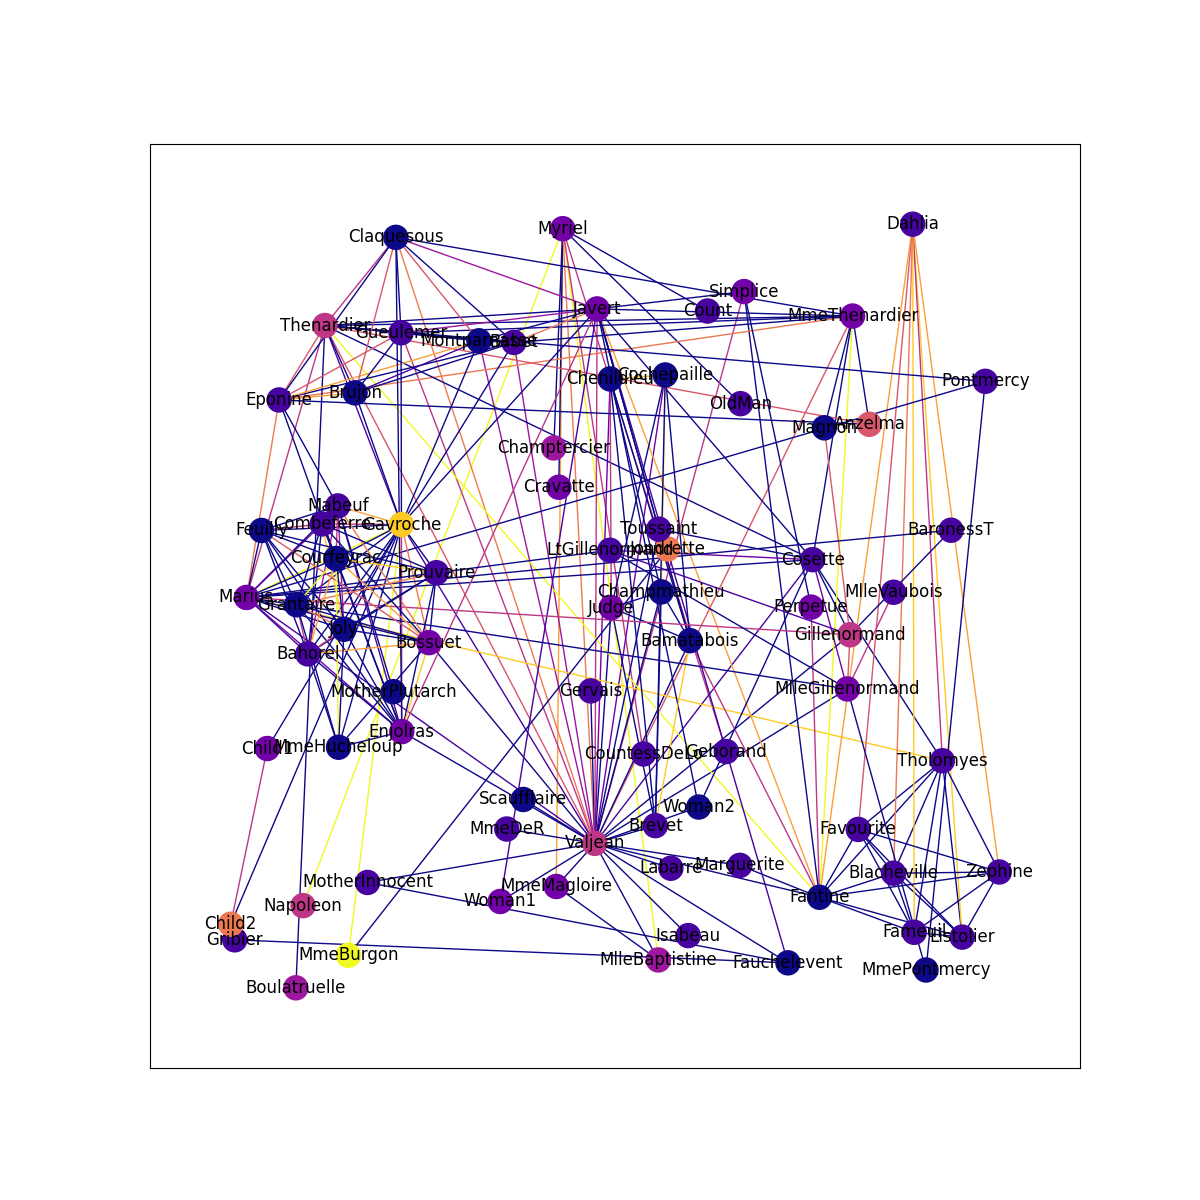 Myriel
Dahlia
Claquesous
Simplice
Count
Javert
MmeThenardier
Thenardier
Gueulemer
Montparnasse
Babet
Chenildieu
Cochepaille
Pontmercy
Eponine
Brujon
OldMan
Magnon
Anzelma
Champtercier
Cravatte
Mabeuf
Combeferre
Gavroche
Feuilly
Toussaint
BaronessT
LtGillenormand
Jondrette
Courfeyrac
Cosette
Prouvaire
Marius
Grantaire
Champmathieu
MlleVaubois
Judge
Perpetue
Joly
Gillenormand
Bossuet
Bamatabois
Bahorel
MotherPlutarch
Gervais
MlleGillenormand
Enjolras
Child1
MmeHucheloup
CountessDeLo
Geborand
Tholomyes
Scaufflaire
Woman2
MmeDeR
Brevet
Favourite
Valjean
Labarre
Marguerite
Blacheville
Zephine
MotherInnocent
MmeMagloire
Woman1
Fantine
Napoleon
Child2
Gribier
Isabeau
Fameuil
Listolier
MmeBurgon
MlleBaptistine
Fauchelevent
MmePontmercy
Boulatruelle